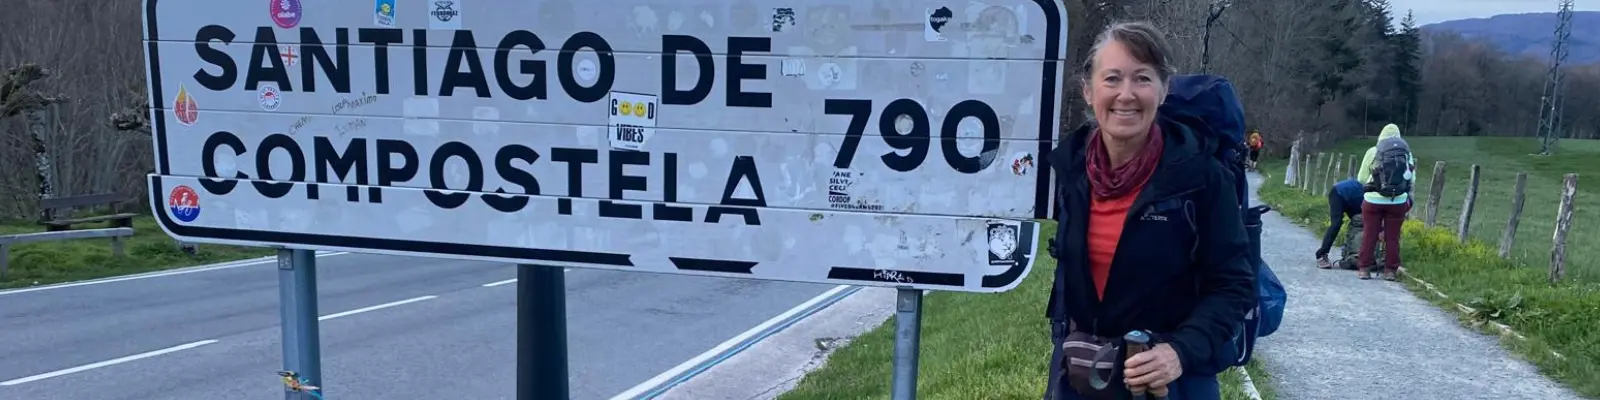 SANTIAGO DE
COMPOSTELA
790
GOOD
VIBES